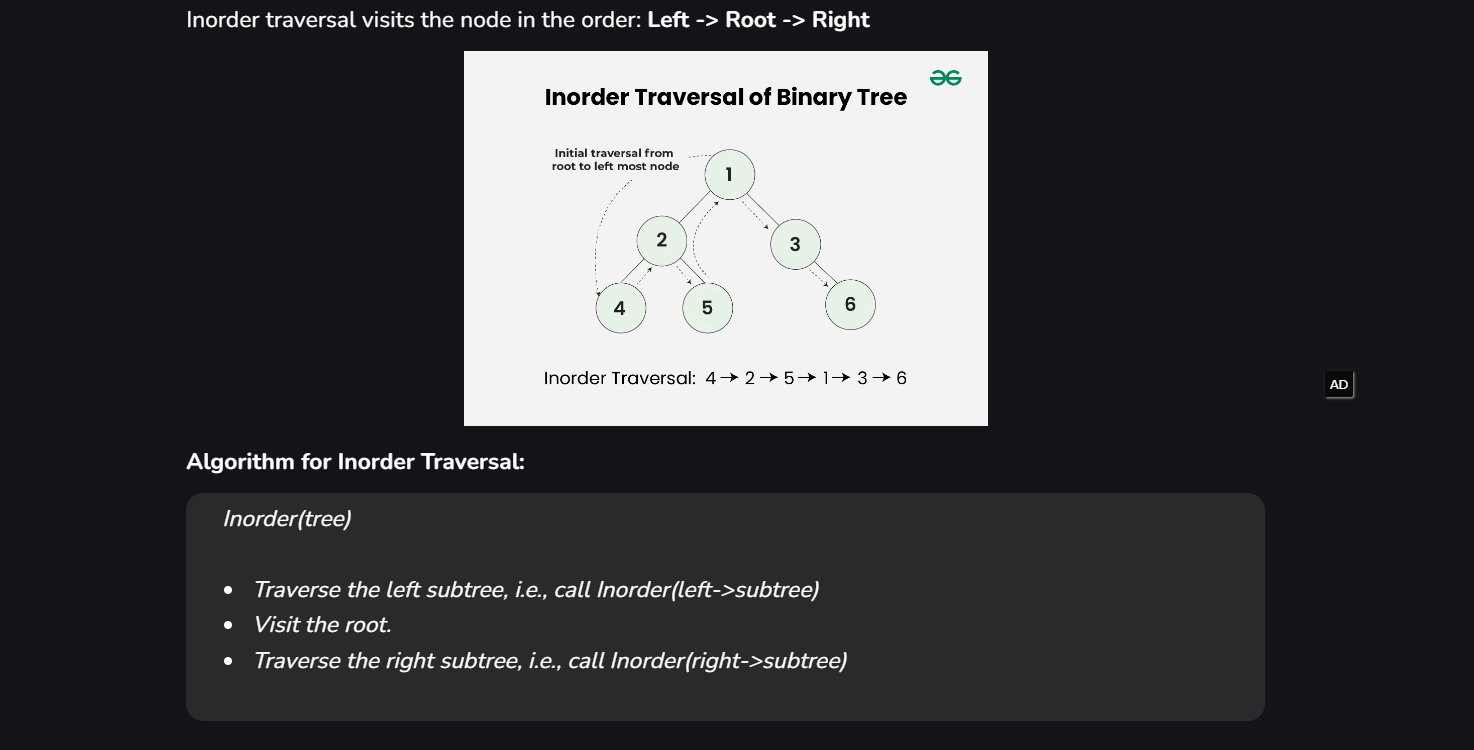 Inorder traversal visits the node in the order: Left -> Root -> Right
Inorder Traversal of Binary Tree
Initial traversal from
root to left most node
1
2
3
4
5
6
Inorder Traversal: 4 → 2 → 5 → 1 → 3 → 6
AD
Algorithm for Inorder Traversal:
Inorder(tree)
• Traverse the left subtree, i.e., call Inorder(left->subtree)
• Visit the root.
• Traverse the right subtree, i.e., call Inorder(right->subtree)